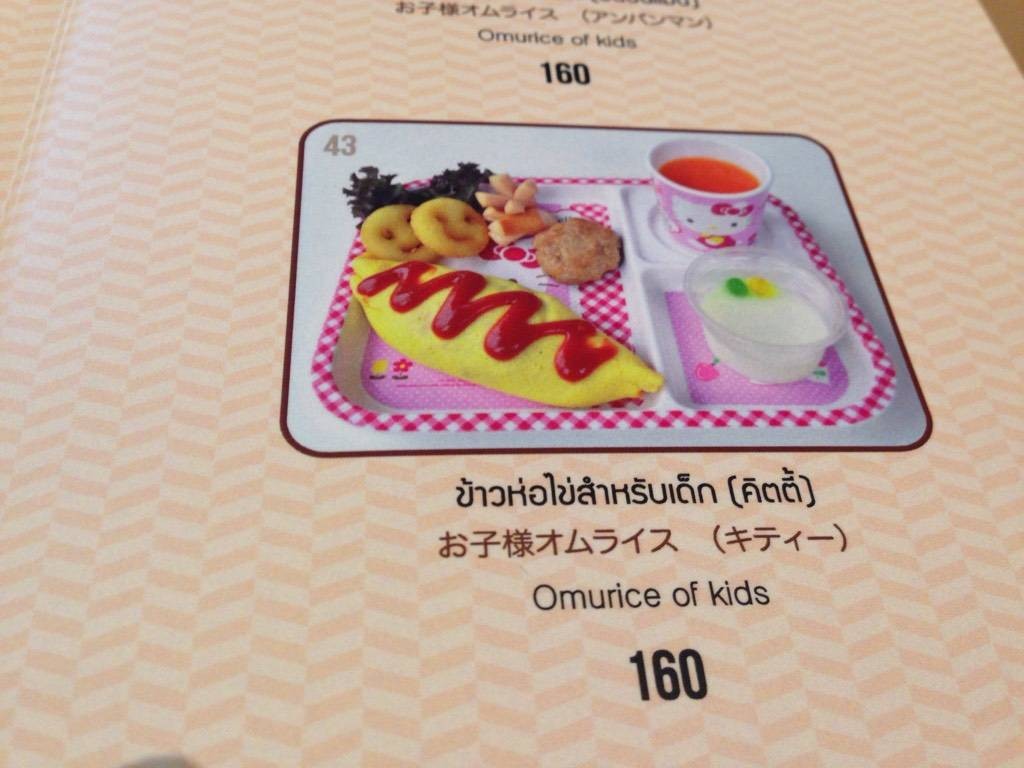 お子様オムライス （アンパンマン）
Omurice of kids
160
43
ข้าวห่อไข่สำหรับเด็ก (คิตตี้)
お子様オムライス （キティー）
Omurice of kids
160